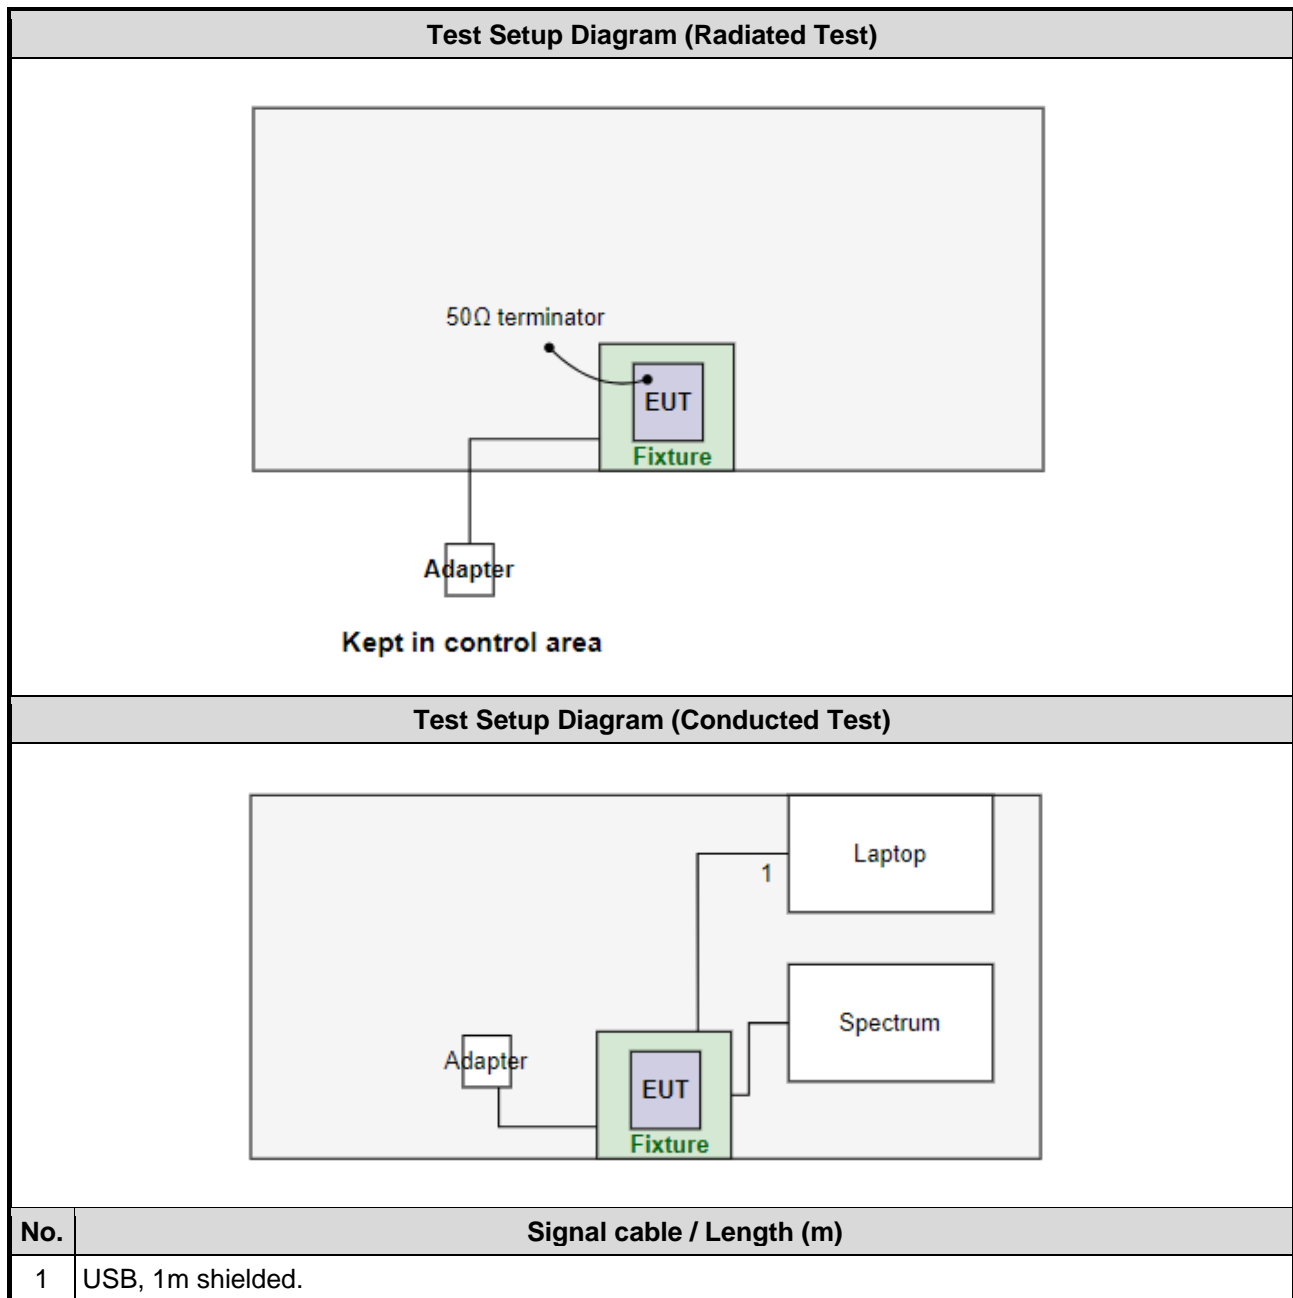 Test Setup Diagram (Radiated Test)
50Ω terminator
EUT
Fixture
Adapter
Kept in control area
Test Setup Diagram (Conducted Test)
Laptop
1
Spectrum
Adapter
EUT
Fixture
No. Signal cable / Length (m)
1 USB, 1m shielded.